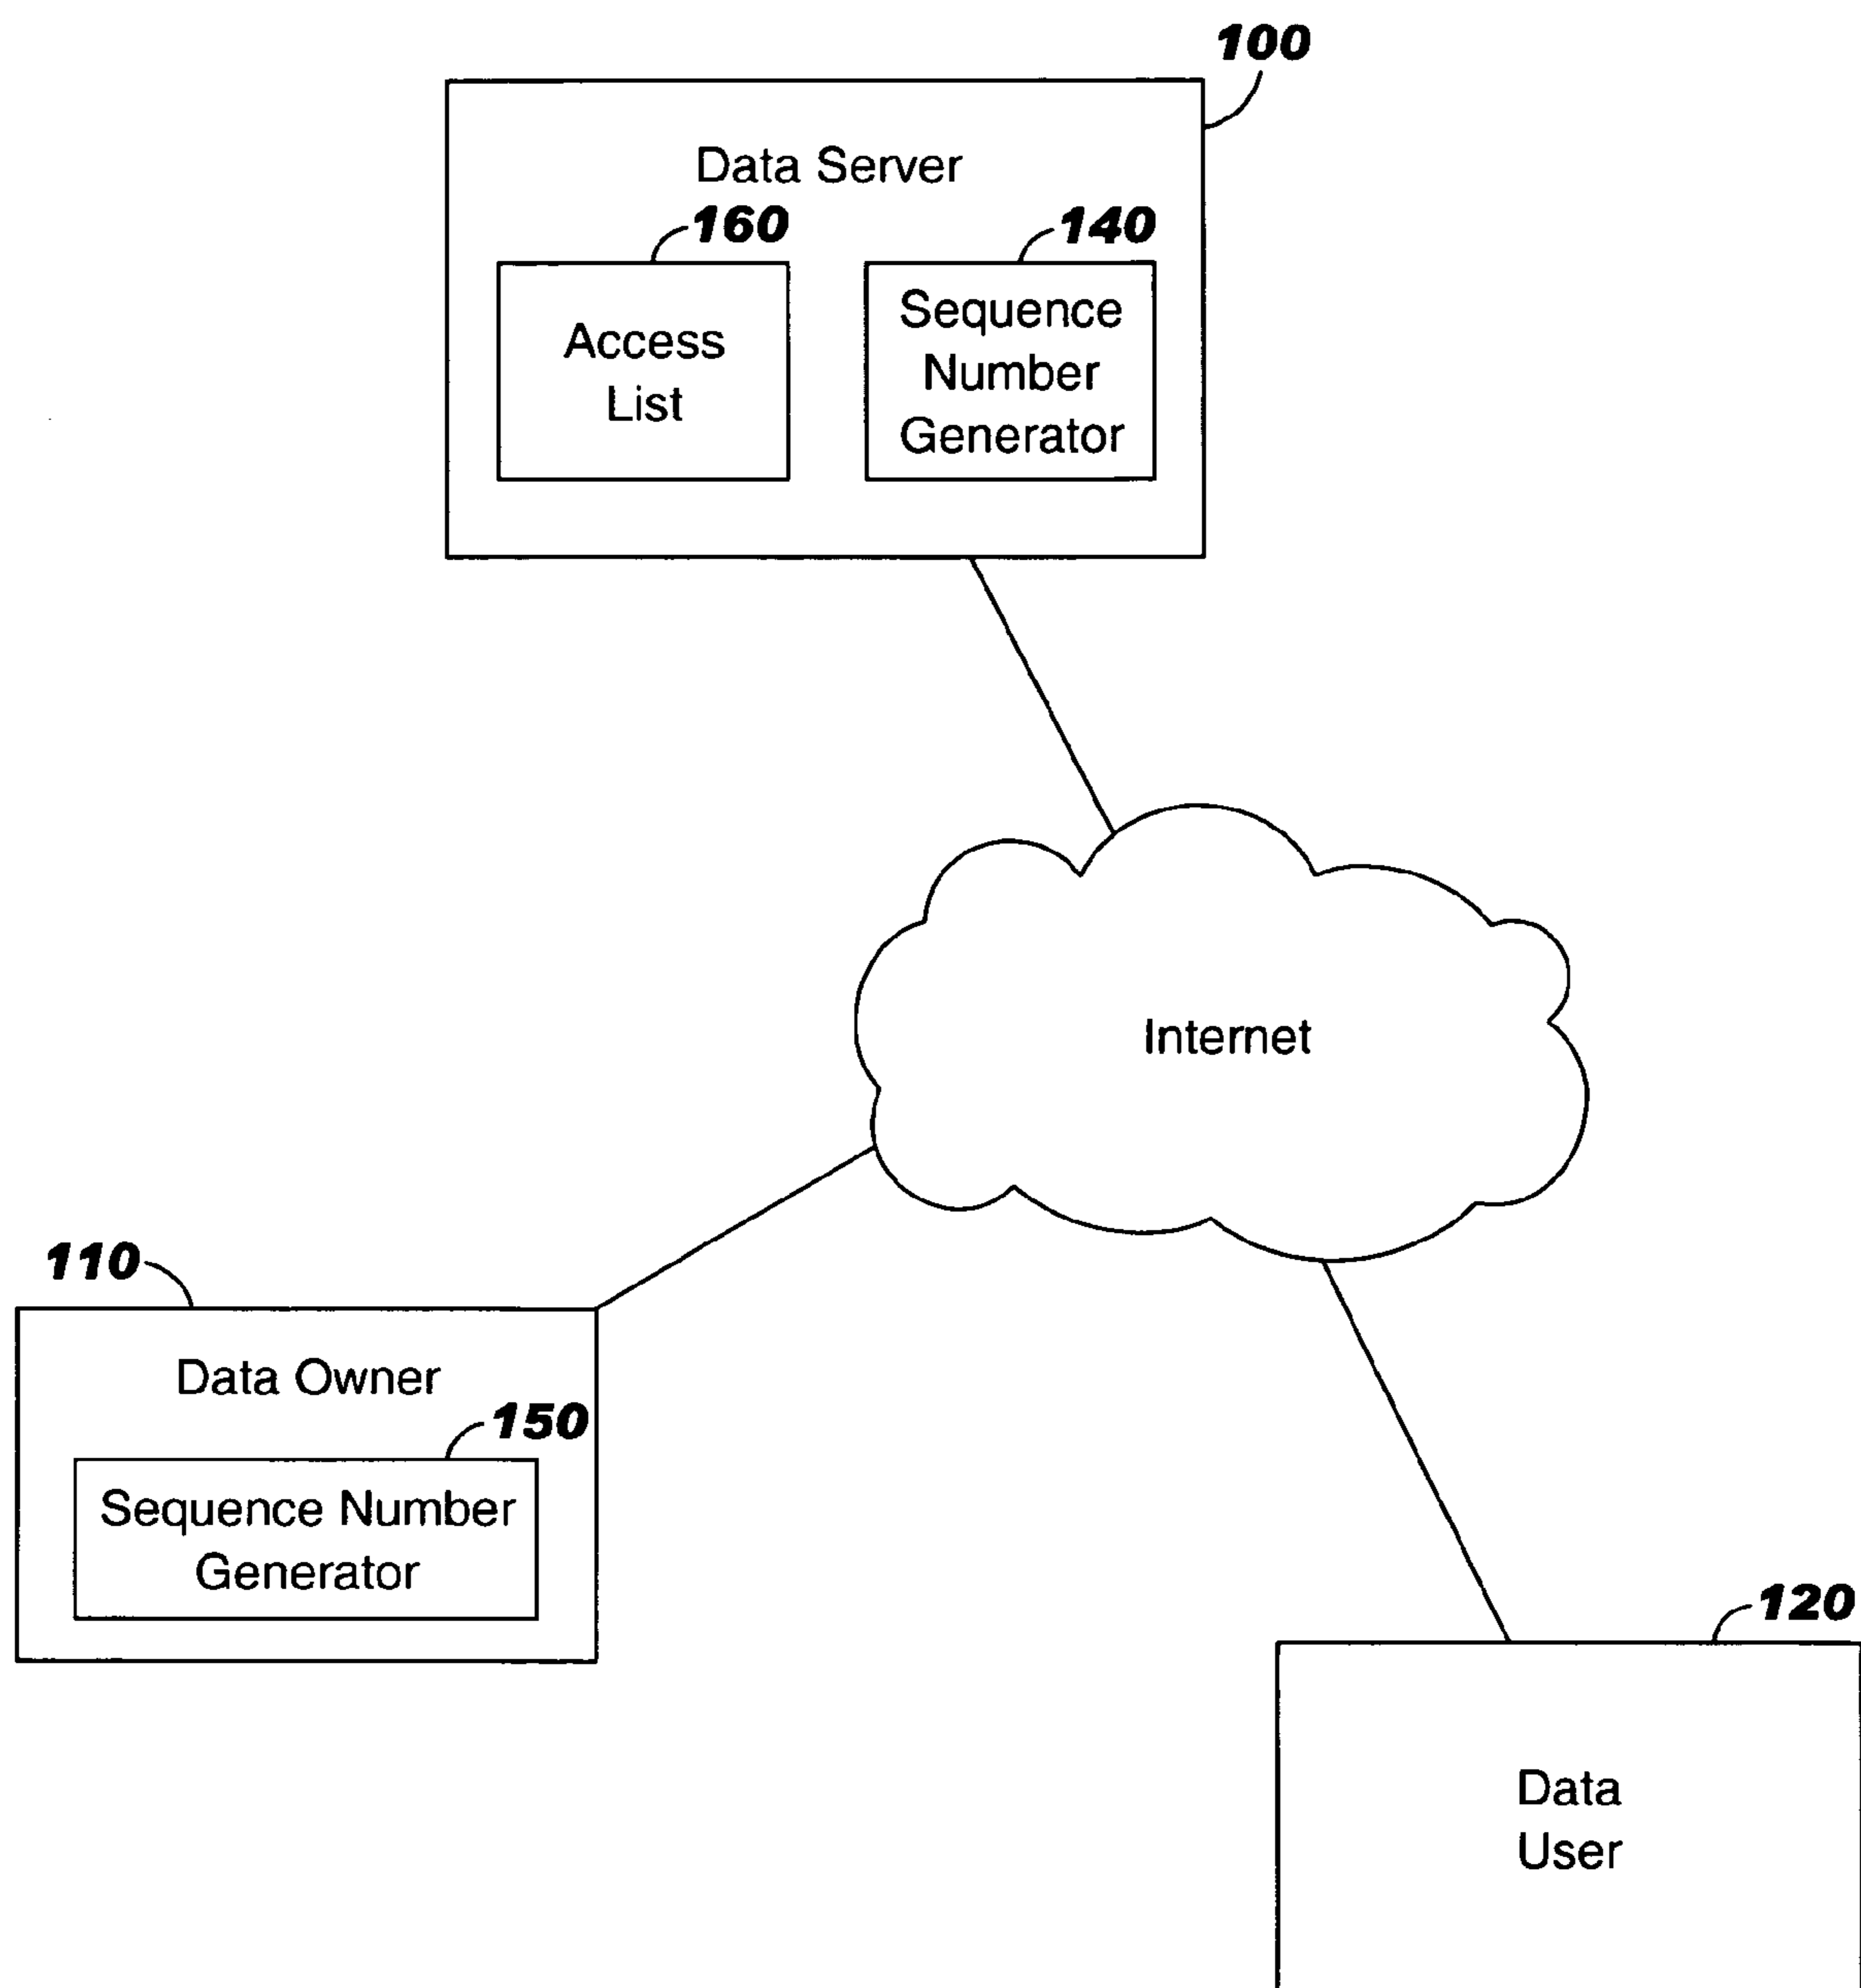 100
Data Server
160
140
Access
List
Sequence
Number
Generator
Internet
110
Data Owner
150
Sequence Number
Generator
120
Data
User